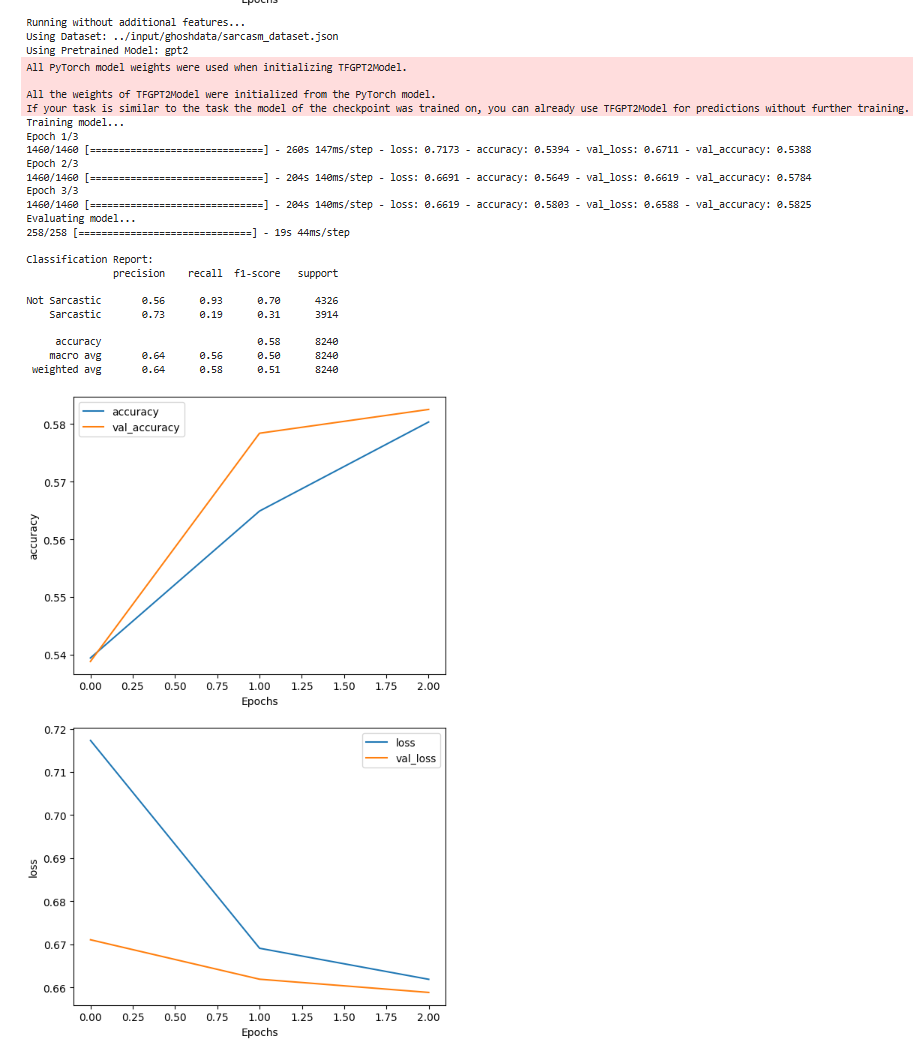 Epochs
Running without additional features...
Using Dataset: ../input/ghoshdata/sarcasm_dataset.json
Using Pretrained Model: gpt2
All PyTorch model weights were used when initializing TFGPT2Model.
All the weights of TFGPT2Model were initialized from the PyTorch model.
If your task is similar to the task the model of the checkpoint was trained on, you can already use TFGPT2Model for predictions without further training.
Training model...
Epoch 1/3
1460/1460 [==============================] - 260s 147ms/step - loss: 0.7173 - accuracy: 0.5394 - val_loss: 0.6711 - val_accuracy: 0.5388
Epoch 2/3
1460/1460 [==============================] - 204s 140ms/step - loss: 0.6691 - accuracy: 0.5649 - val_loss: 0.6619 - val_accuracy: 0.5784
Epoch 3/3
1460/1460 [==============================] - 204s 140ms/step - loss: 0.6619 - accuracy: 0.5803 - val_loss: 0.6588 - val_accuracy: 0.5825
Evaluating model...
258/258 [==============================] - 19s 44ms/step
Classification Report:
precision recall f1-score support
Not Sarcastic 0.56 0.93 0.70 4326
Sarcastic 0.73 0.19 0.31 3914
accuracy 0.58 8240
macro avg 0.64 0.56 0.50 8240
weighted avg 0.64 0.58 0.51 8240
accuracy
val_accuracy
0.58
0.57
0.56
0.55
0.54
accuracy
0.00 0.25 0.50 0.75 1.00 1.25 1.50 1.75 2.00
Epochs
loss
val_loss
0.72
0.71
0.70
0.69
0.68
0.67
0.66
loss
0.00 0.25 0.50 0.75 1.00 1.25 1.50 1.75 2.00
Epochs